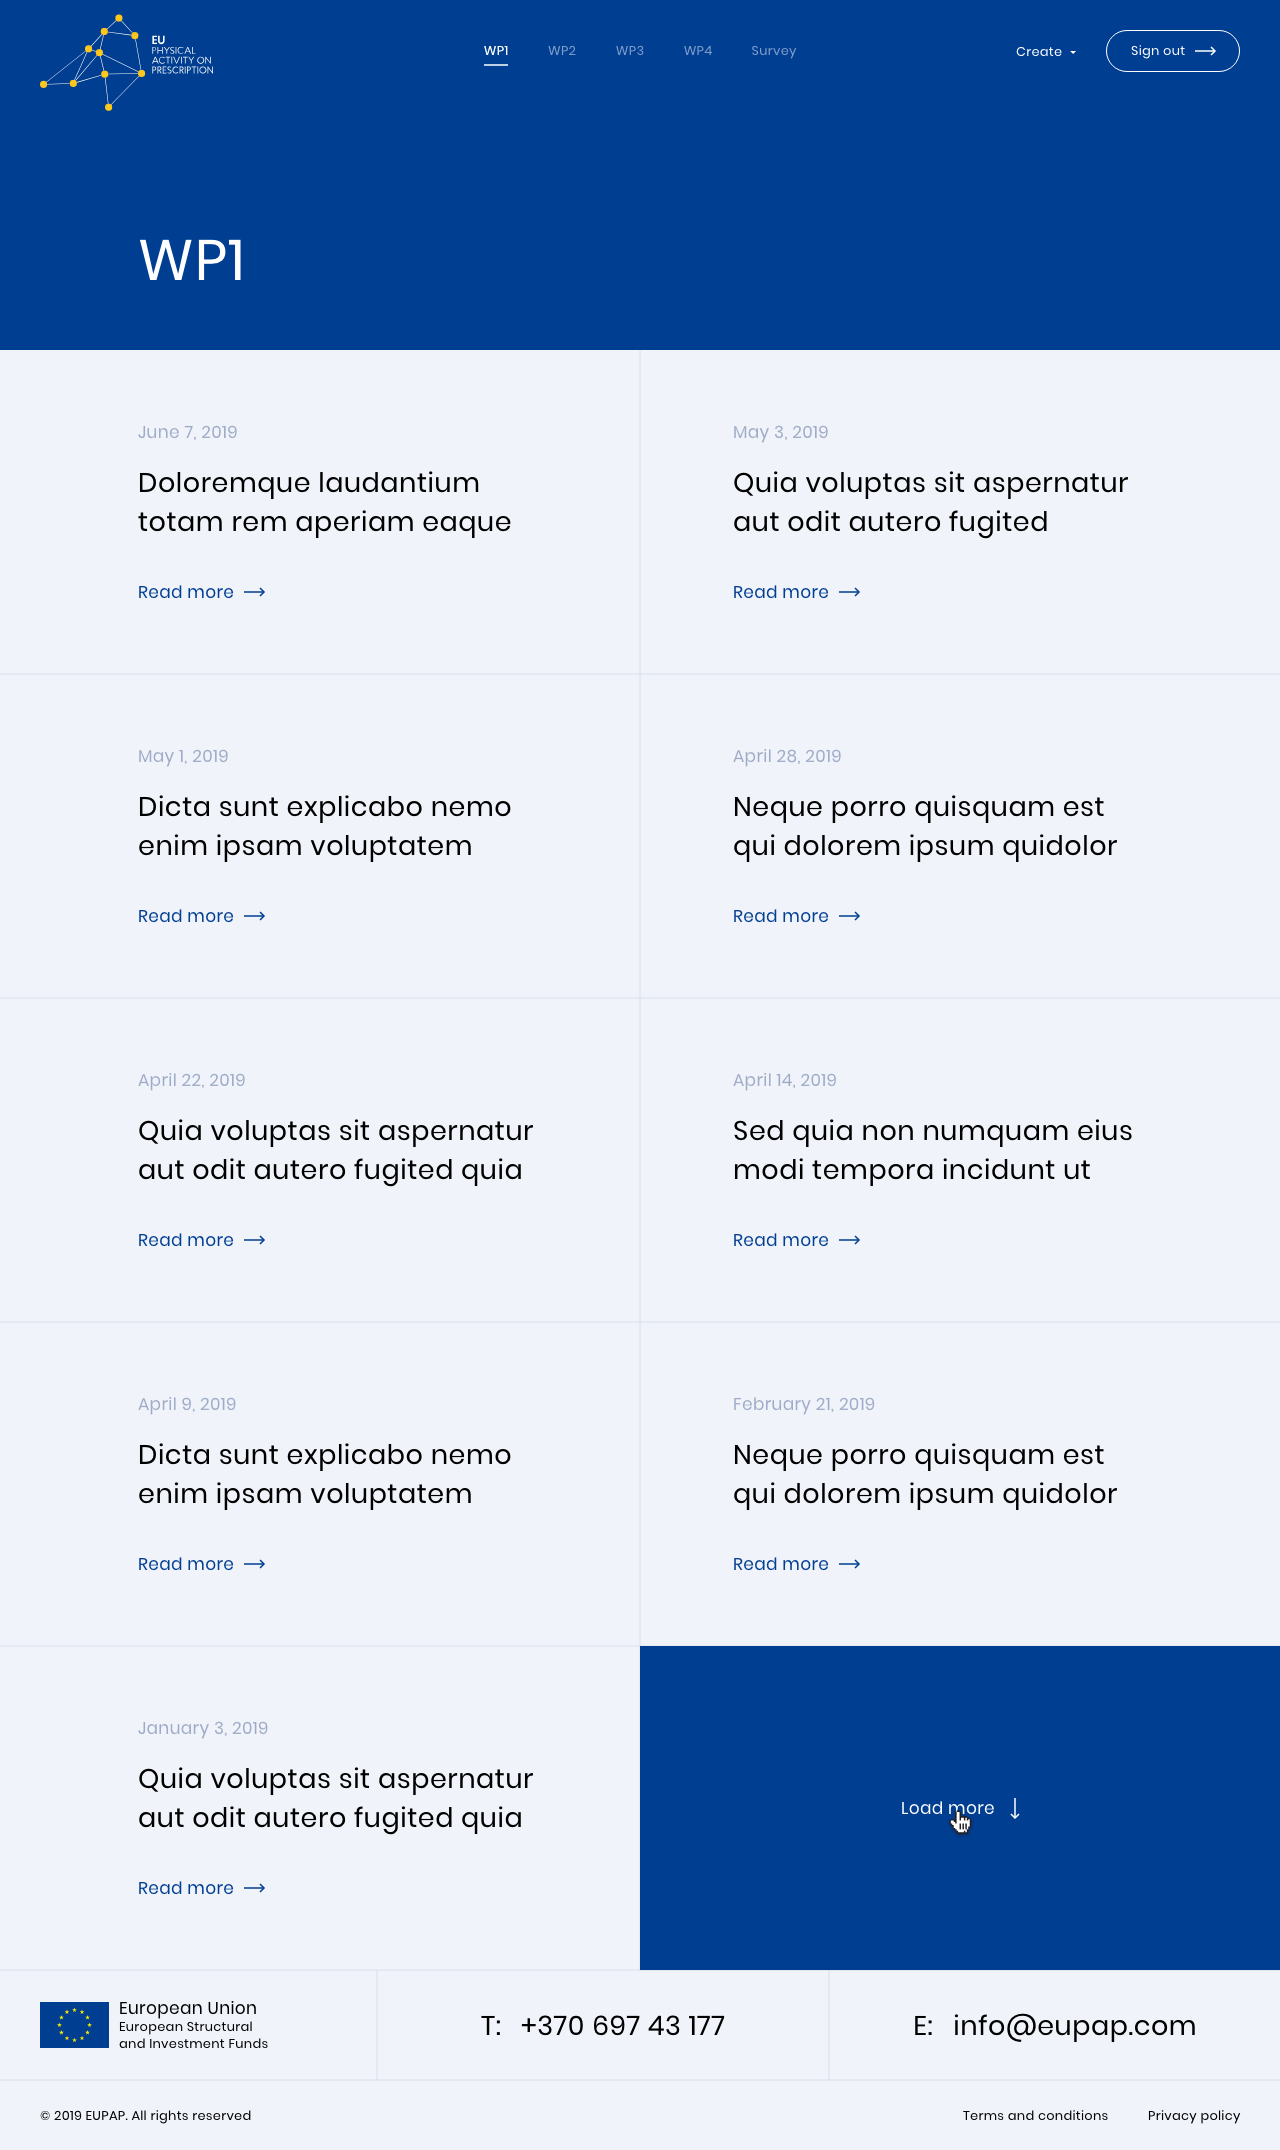 EU
PHYSICAL
ACTIVITY ON
PRESCRIPTION
WP1
WP2
WP3
WP4
Survey
Create
Sign out
WP1
June 7, 2019
Doloremque laudantium
totam rem aperiam eaque
Read more
May 3, 2019
Quia voluptas sit aspernatur
aut odit autero fugited
Read more
May 1, 2019
Dicta sunt explicabo nemo
enim ipsam voluptatem
Read more
April 28, 2019
Neque porro quisquam est
qui dolorem ipsum quidolor
Read more
April 22, 2019
Quia voluptas sit aspernatur
aut odit autero fugited quia
Read more
April 14, 2019
Sed quia non numquam eius
modi tempora incidunt ut
Read more
April 9, 2019
Dicta sunt explicabo nemo
enim ipsam voluptatem
Read more
February 21, 2019
Neque porro quisquam est
qui dolorem ipsum quidolor
Read more
January 3, 2019
Quia voluptas sit aspernatur
aut odit autero fugited quia
Read more
Load more
European Union
European Structural
and Investment Funds
T: +370 697 43 177
E: info@eupap.com
© 2019 EUPAP. All rights reserved
Terms and conditions
Privacy policy